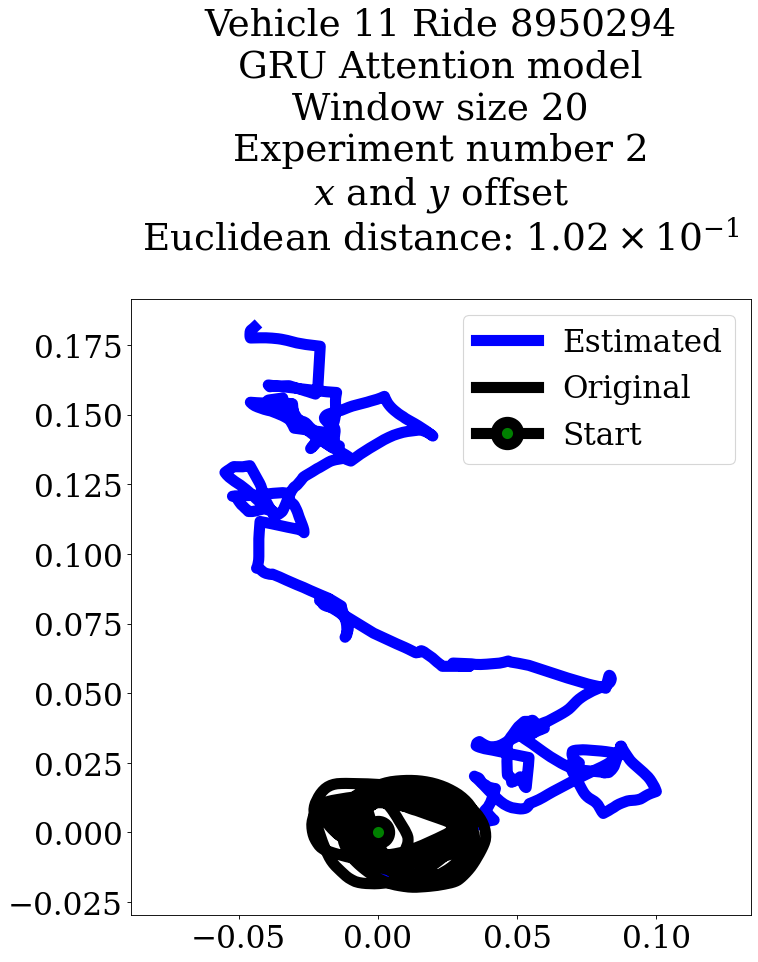 Vehicle 11 Ride 8950294
GRU Attention model
Window size 20
Experiment number 2
x and y offset
Euclidean distance: 1.02 × 10⁻¹
Estimated
Original
Start
0.175
0.150
0.125
0.100
0.075
0.050
0.025
0.000
−0.025
−0.05 0.00 0.05 0.10